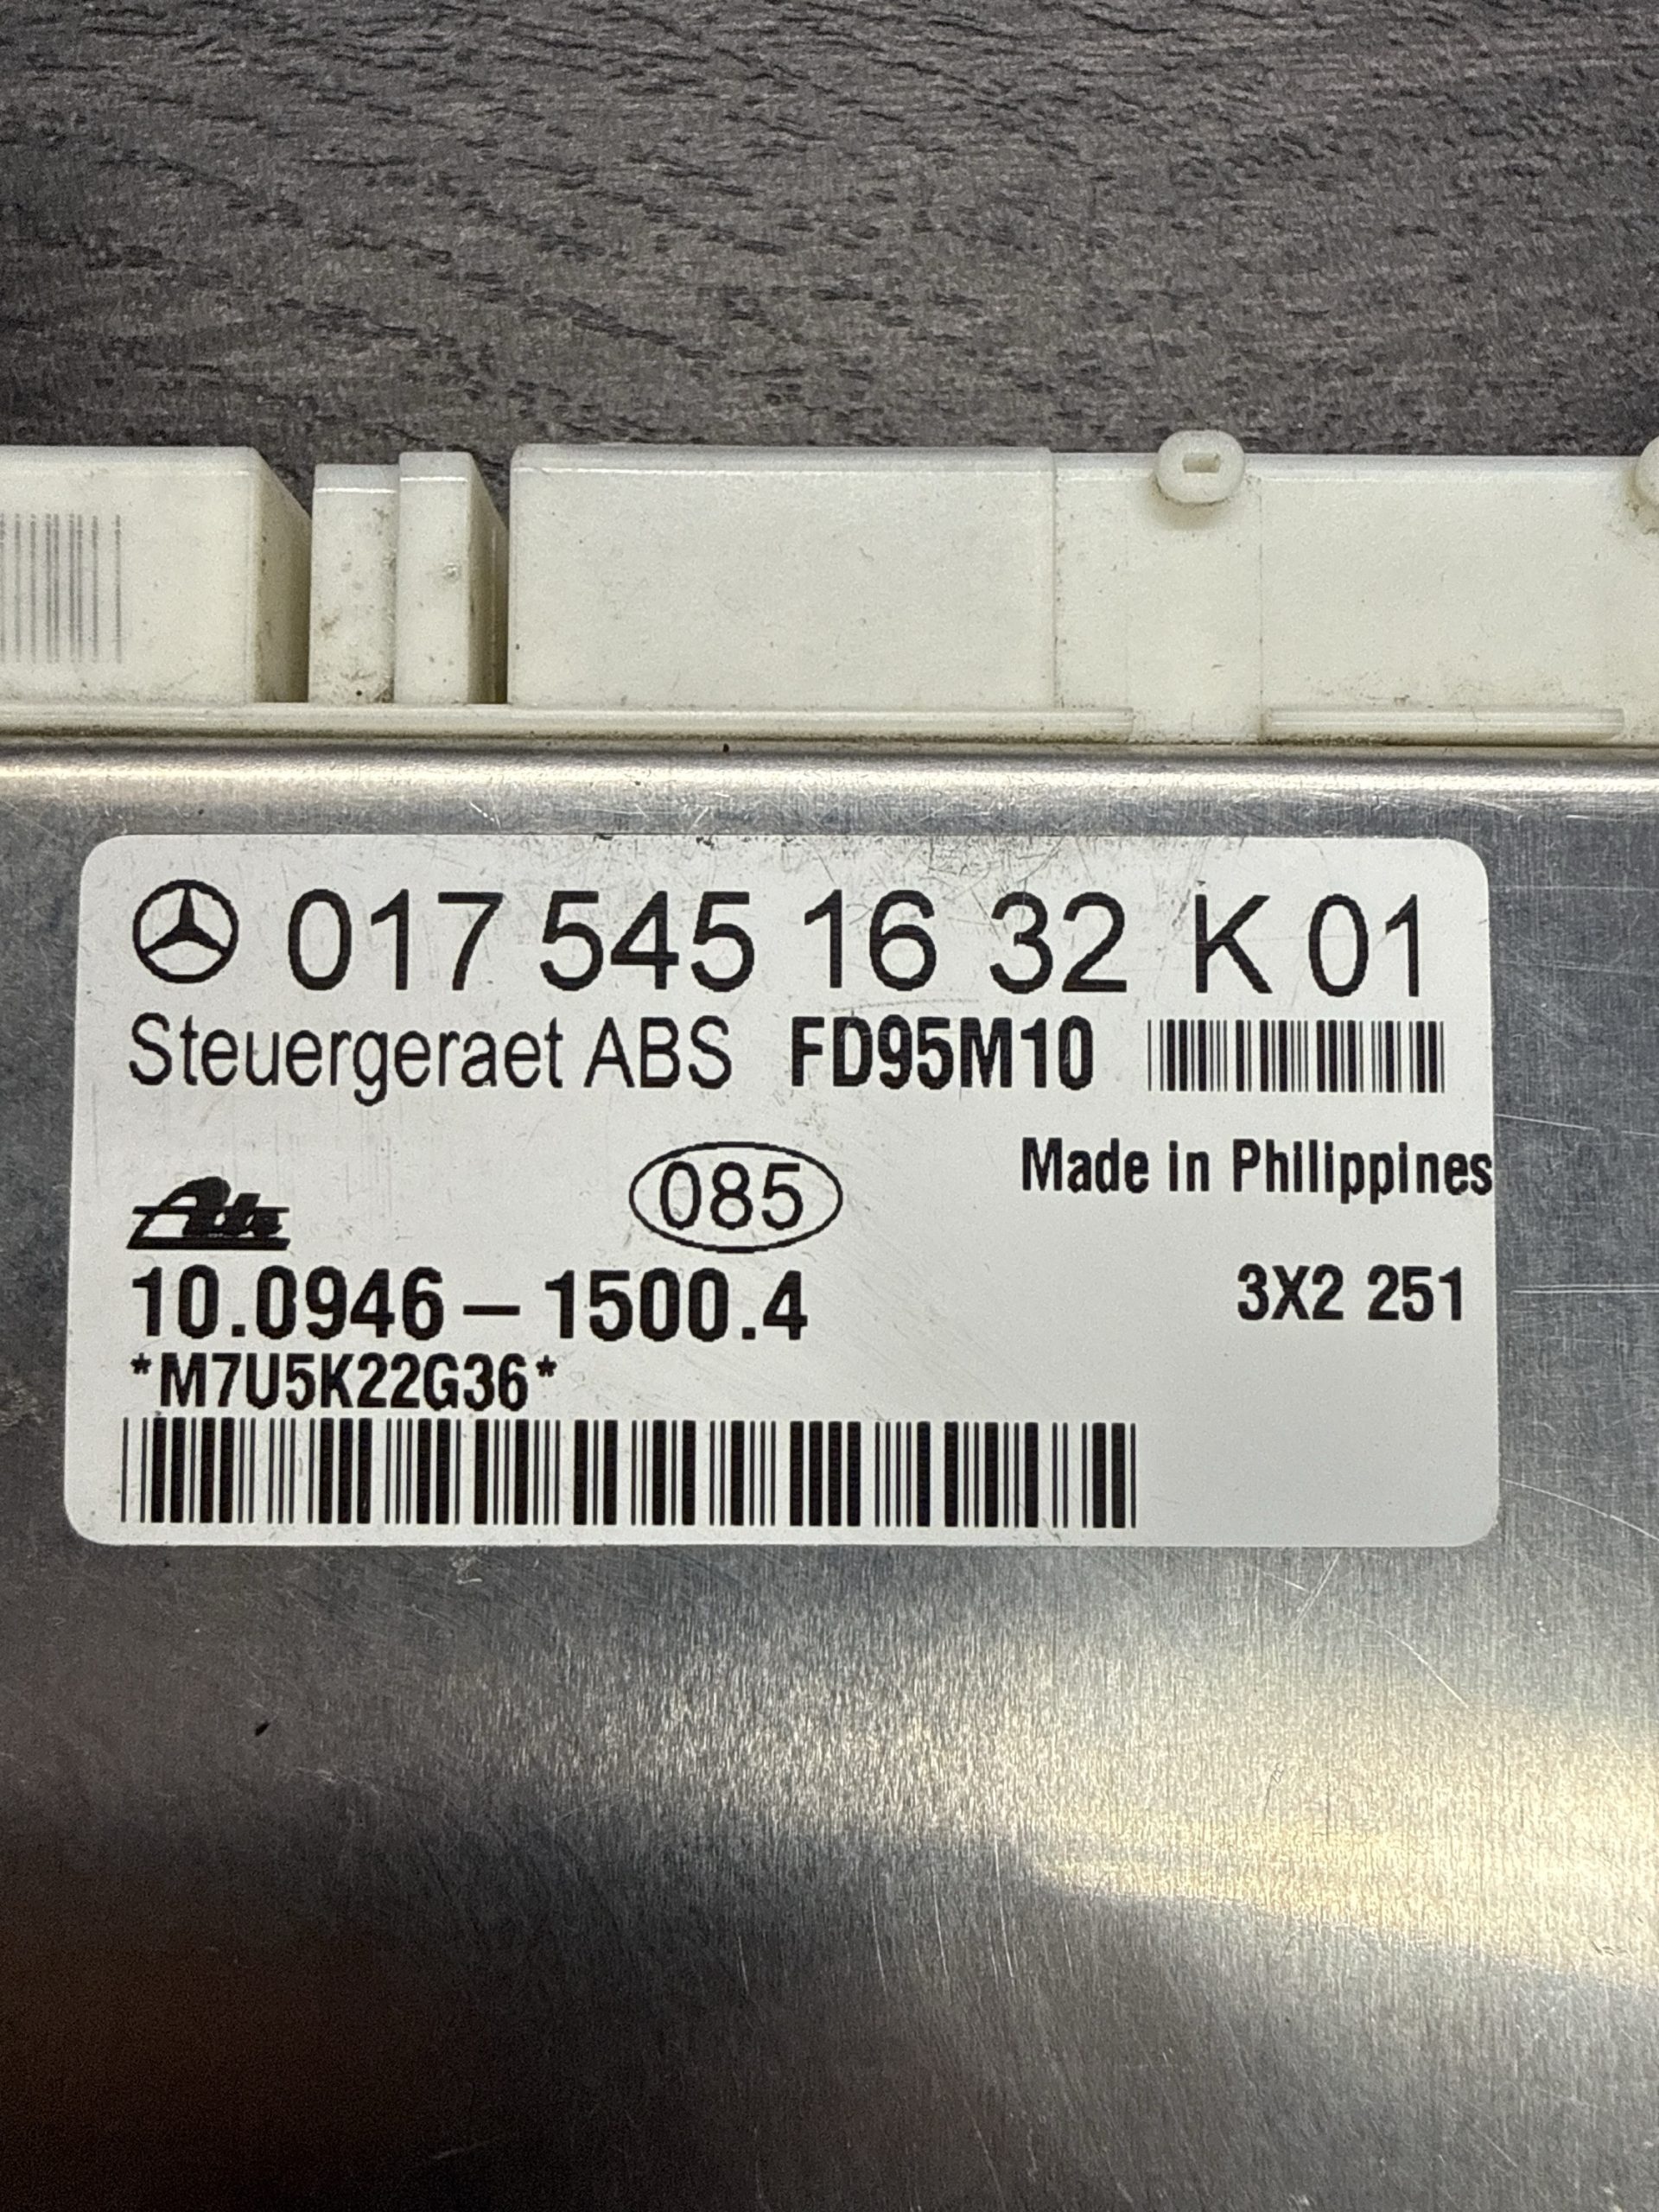 017 545 16 32 K 01
Steuergeraet ABS FD95M10
Made in Philippines
Ate 085
10.0946-1500.4 3X2 251
*M7U5K22G36*